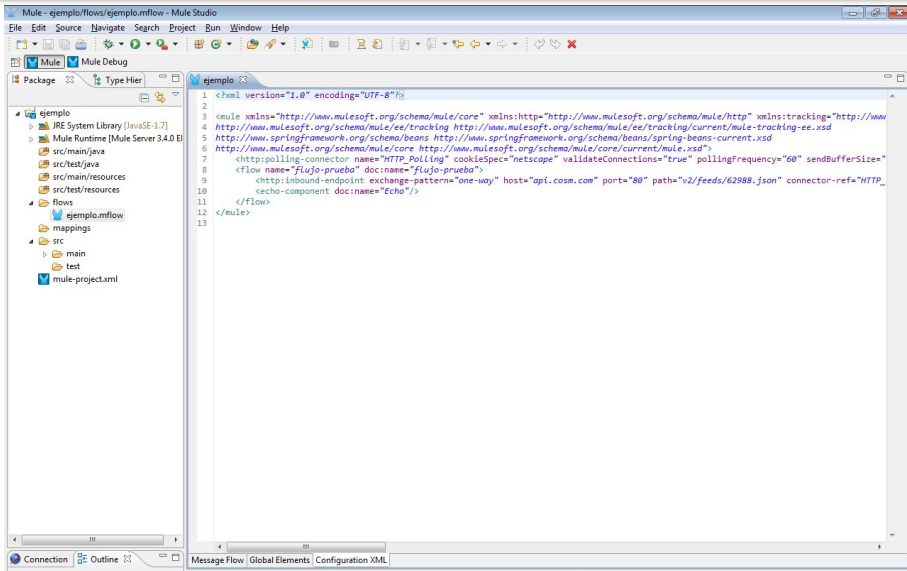 Mule - ejemplo/flows/ejemplo.mflow - Mule Studio
File Edit Source Navigate Search Project Run Window Help
Mule Mule Debug
Package Type Hier
ejemplo
JRE System Library [JavaSE-1.7]
Mule Runtime [Mule Server 3.4.0 EI
src/main/java
src/test/java
src/main/resources
src/test/resources
flows
ejemplo.mflow
mappings
src
main
test
mule-project.xml
Connection Outline
ejemplo
1 <?xml version="1.0" encoding="UTF-8"?>
2
3 <mule xmlns="http://www.mulesoft.org/schema/mule/core" xmlns:http="http://www.mulesoft.org/schema/mule/http" xmlns:tracking="http://www
4 http://www.mulesoft.org/schema/mule/ee/tracking http://www.mulesoft.org/schema/mule/ee/tracking/current/mule-tracking-ee.xsd
5 http://www.springframework.org/schema/beans http://www.springframework.org/schema/beans/spring-beans-current.xsd
6 http://www.mulesoft.org/schema/mule/core http://www.mulesoft.org/schema/mule/core/current/mule.xsd">
7 <http:polling-connector name="HTTP_Polling" cookieSpec="netscape" validateConnections="true" pollingFrequency="60" sendBufferSize="
8 <flow name="flujo-prueba" doc:name="flujo-prueba">
9 <http:inbound-endpoint exchange-pattern="one-way" host="api.cosm.com" port="80" path="v2/feeds/62988.json" connector-ref="HTTP_
10 <echo-component doc:name="Echo"/>
11 </flow>
12 </mule>
13
Message Flow Global Elements Configuration XML